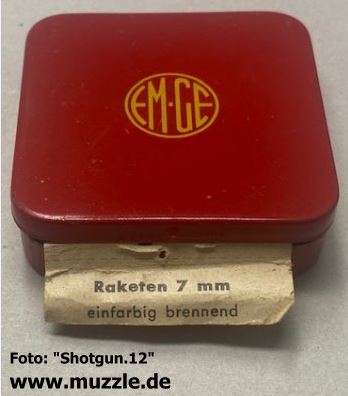 EM-GE
Raketen 7 mm
einfarbig brennend
Foto: "Shotgun.12"
www.muzzle.de